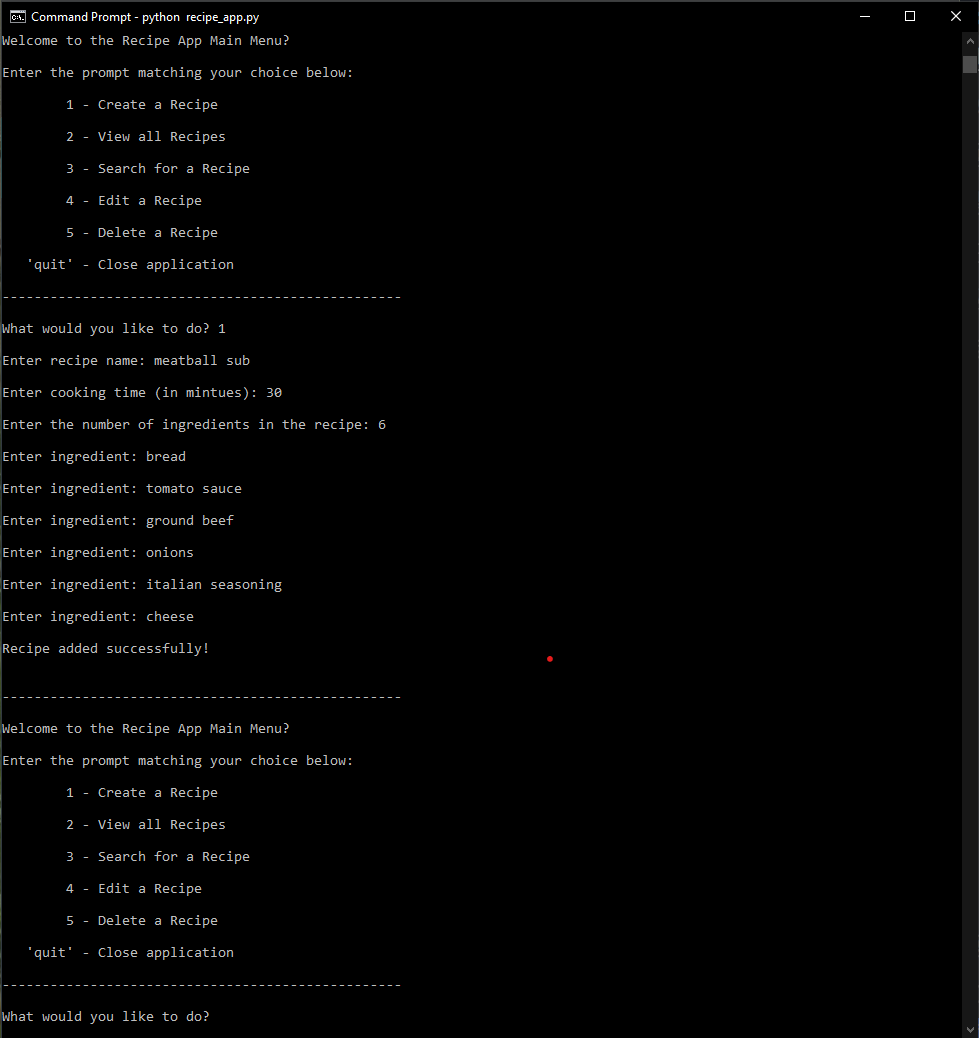 Command Prompt - python  recipe_app.py
Welcome to the Recipe App Main Menu?
Enter the prompt matching your choice below:
1 - Create a Recipe
2 - View all Recipes
3 - Search for a Recipe
4 - Edit a Recipe
5 - Delete a Recipe
'quit' - Close application
--------------------------------------------------
What would you like to do? 1
Enter recipe name: meatball sub
Enter cooking time (in mintues): 30
Enter the number of ingredients in the recipe: 6
Enter ingredient: bread
Enter ingredient: tomato sauce
Enter ingredient: ground beef
Enter ingredient: onions
Enter ingredient: italian seasoning
Enter ingredient: cheese
Recipe added successfully!
--------------------------------------------------
Welcome to the Recipe App Main Menu?
Enter the prompt matching your choice below:
1 - Create a Recipe
2 - View all Recipes
3 - Search for a Recipe
4 - Edit a Recipe
5 - Delete a Recipe
'quit' - Close application
--------------------------------------------------
What would you like to do?